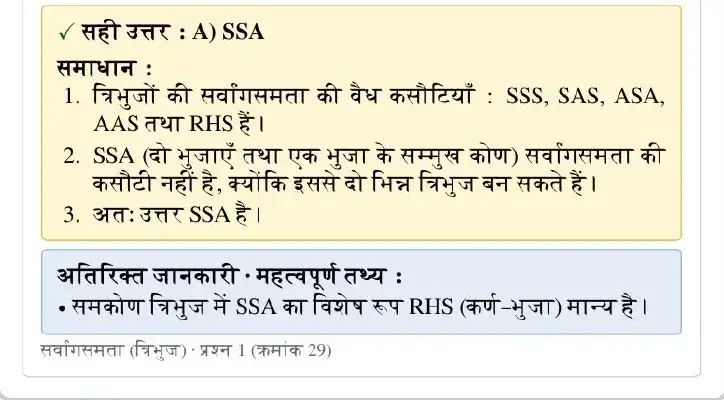 ✓ सही उत्तर : A) SSA
समाधान :
1. त्रिभुजों की सर्वांगसमता की वैध कसौटियाँ : SSS, SAS, ASA,
AAS तथा RHS हैं।
2. SSA (दो भुजाएँ तथा एक भुजा के सम्मुख कोण) सर्वांगसमता की
कसौटी नहीं है, क्योंकि इससे दो भिन्न त्रिभुज बन सकते हैं।
3. अतः उत्तर SSA है।
अतिरिक्त जानकारी · महत्वपूर्ण तथ्य :
• समकोण त्रिभुज में SSA का विशेष रूप RHS (कर्ण–भुजा) मान्य है।
सर्वांगसमता (त्रिभुज) · प्रश्न 1 (क्रमांक 29)